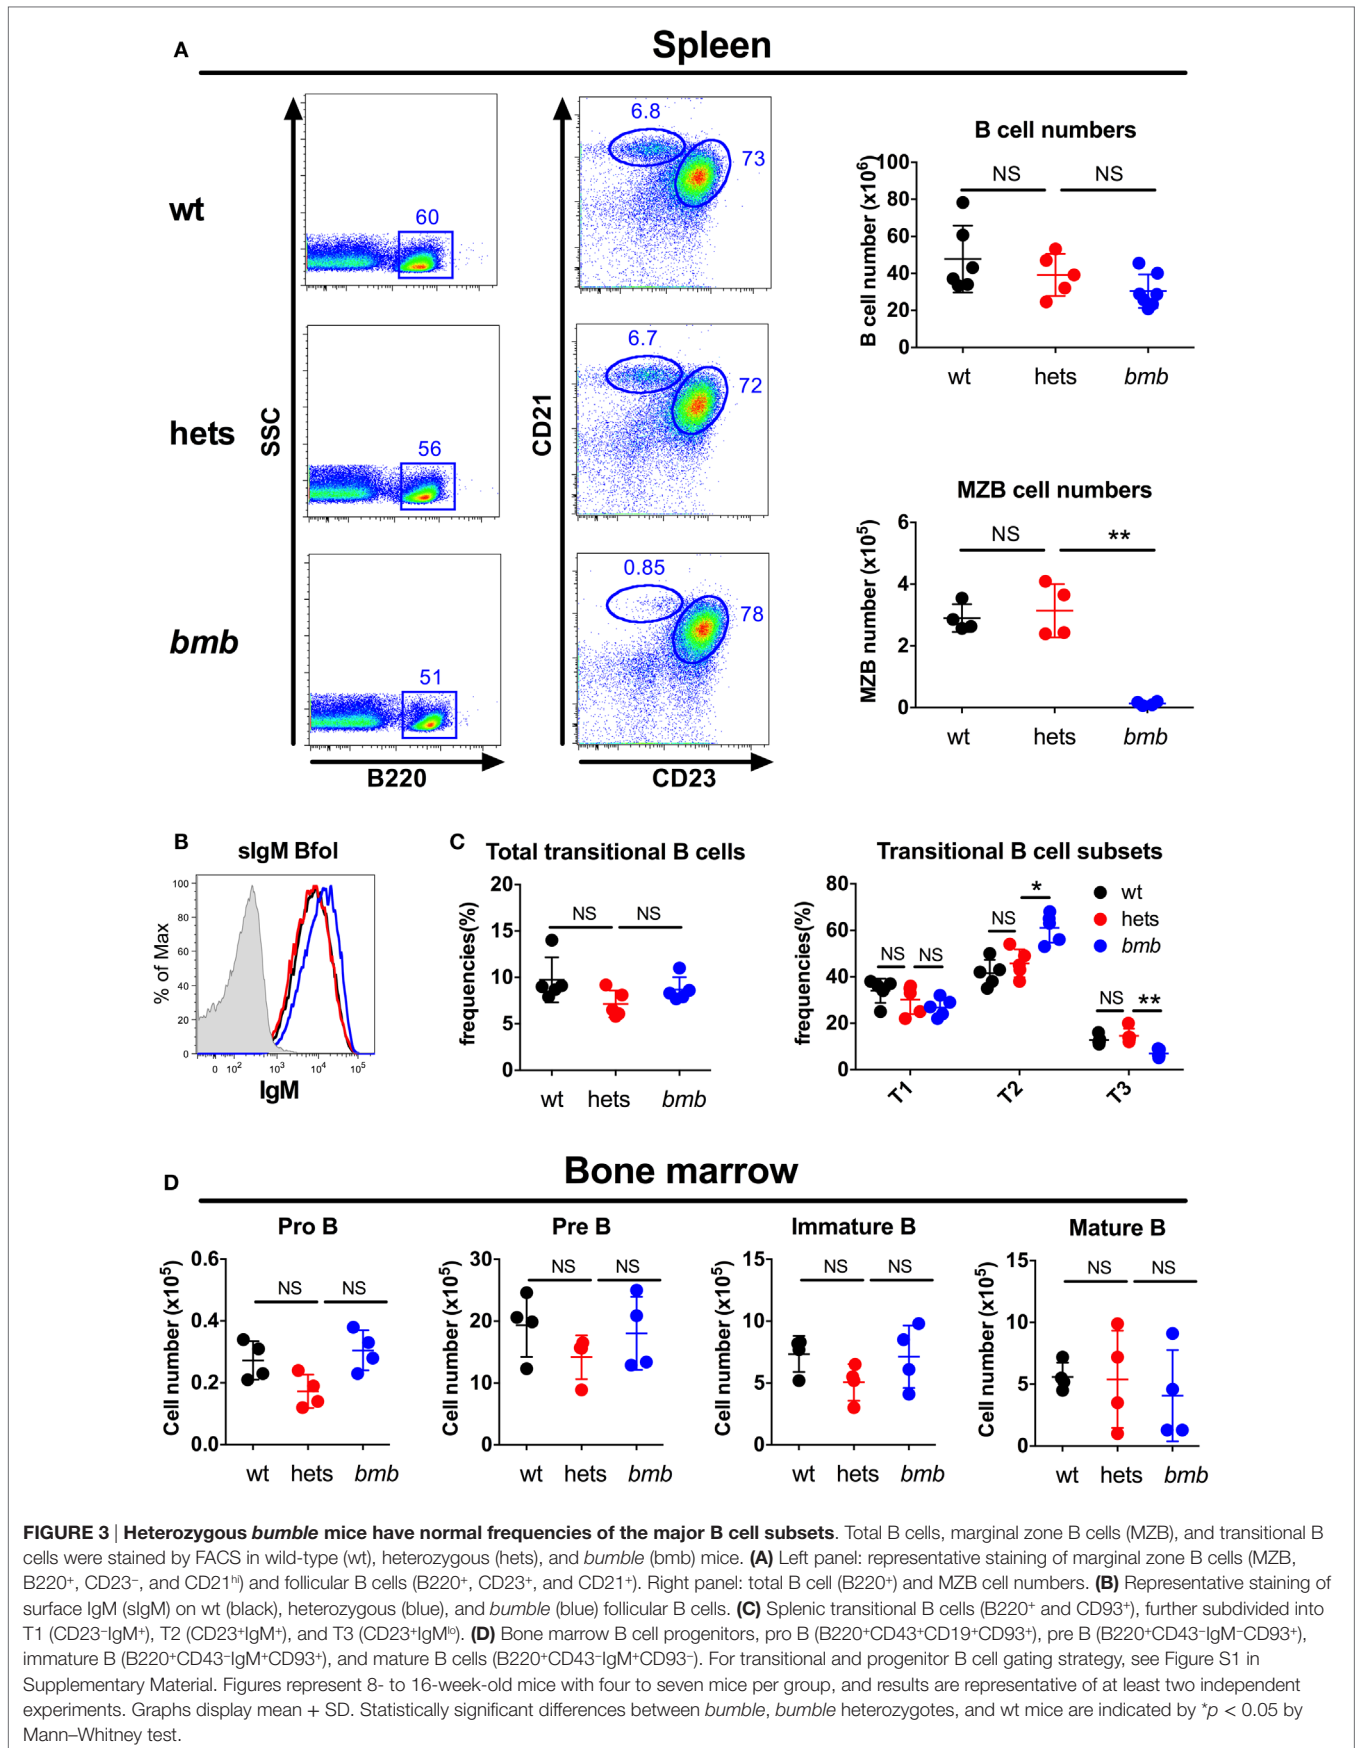 A
Spleen
wt
hets
bmb
SSC
B220
60
56
51
CD21
CD23
6.8
73
6.7
72
0.85
78
B cell numbers
B cell number (x10⁶)
100
80
60
40
20
0
NS
NS
wt hets bmb
MZB cell numbers
MZB number (x10⁵)
6
4
2
0
NS
**
wt hets bmb
B
sIgM Bfol
% of Max
100
80
60
40
20
0
0 10² 10³ 10⁴ 10⁵
IgM
C
Total transitional B cells
frequencies(%)
20
15
10
5
0
NS
NS
wt hets bmb
Transitional B cell subsets
frequencies(%)
80
60
40
20
0
NS NS
NS *
NS **
T1 T2 T3
wt
hets
bmb
Bone marrow
D
Pro B
Cell number (x10⁵)
0.6
0.4
0.2
0.0
NS NS
wt hets bmb
Pre B
Cell number (x10⁵)
30
20
10
0
NS NS
wt hets bmb
Immature B
Cell number (x10⁵)
15
10
5
0
NS NS
wt hets bmb
Mature B
Cell number (x10⁵)
15
10
5
0
NS NS
wt hets bmb
FIGURE 3 | Heterozygous bumble mice have normal frequencies of the major B cell subsets. Total B cells, marginal zone B cells (MZB), and transitional B
cells were stained by FACS in wild-type (wt), heterozygous (hets), and bumble (bmb) mice. (A) Left panel: representative staining of marginal zone B cells (MZB,
B220⁺, CD23⁻, and CD21ʰⁱ) and follicular B cells (B220⁺, CD23⁺, and CD21⁺). Right panel: total B cell (B220⁺) and MZB cell numbers. (B) Representative staining of
surface IgM (sIgM) on wt (black), heterozygous (blue), and bumble (blue) follicular B cells. (C) Splenic transitional B cells (B220⁺ and CD93⁺), further subdivided into
T1 (CD23⁻IgM⁺), T2 (CD23⁺IgM⁺), and T3 (CD23⁺IgMˡᵒ). (D) Bone marrow B cell progenitors, pro B (B220⁺CD43⁺CD19⁺CD93⁺), pre B (B220⁺CD43⁻IgM⁻CD93⁺),
immature B (B220⁺CD43⁻IgM⁺CD93⁺), and mature B cells (B220⁺CD43⁻IgM⁺CD93⁻). For transitional and progenitor B cell gating strategy, see Figure S1 in
Supplementary Material. Figures represent 8- to 16-week-old mice with four to seven mice per group, and results are representative of at least two independent
experiments. Graphs display mean + SD. Statistically significant differences between bumble, bumble heterozygotes, and wt mice are indicated by *p < 0.05 by
Mann–Whitney test.